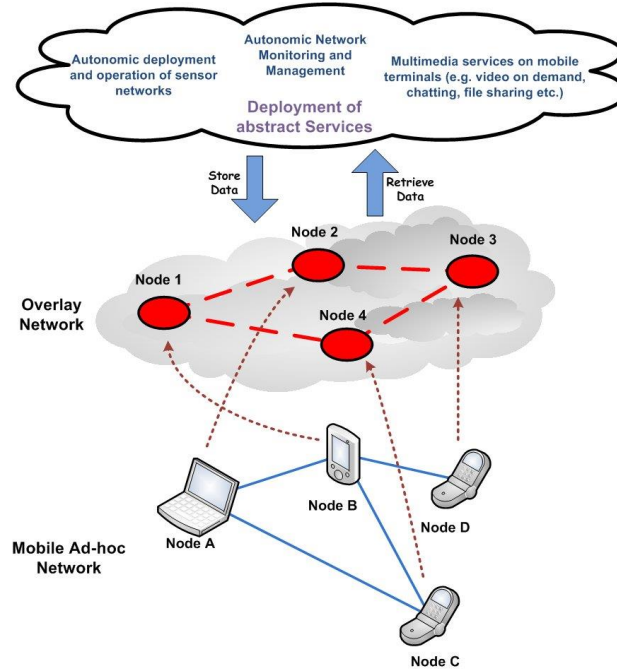 Autonomic deployment
and operation of sensor
networks
Autonomic Network
Monitoring and
Management
Multimedia services on mobile
terminals (e.g. video on demand,
chatting, file sharing etc.)
Deployment of
abstract Services
Store
Data
Retrieve
Data
Node 2
Node 3
Node 1
Overlay
Network
Node 4
Node B
Node D
Node A
Mobile Ad-hoc
Network
Node C